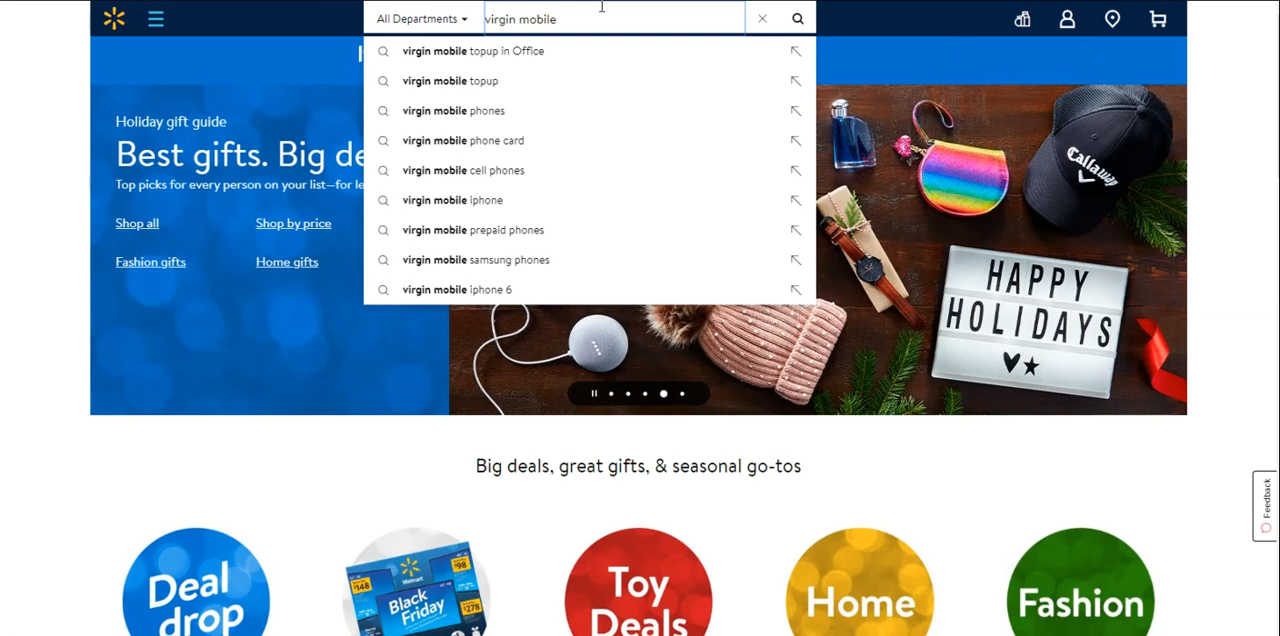 All Departments
virgin mobile
virgin mobile topup in Office
virgin mobile topup
virgin mobile phones
virgin mobile phone card
virgin mobile cell phones
virgin mobile iphone
virgin mobile prepaid phones
virgin mobile samsung phones
virgin mobile iphone 6
Holiday gift guide
Best gifts. Big de
Top picks for every person on your list—for le
Shop all
Shop by price
Fashion gifts
Home gifts
Callaway
HAPPY
HOLIDAYS
Big deals, great gifts, & seasonal go-tos
Feedback
Deal
drop
Walmart
$148
$98
Black
Friday
$278
Toy
Deals
Home
Fashion